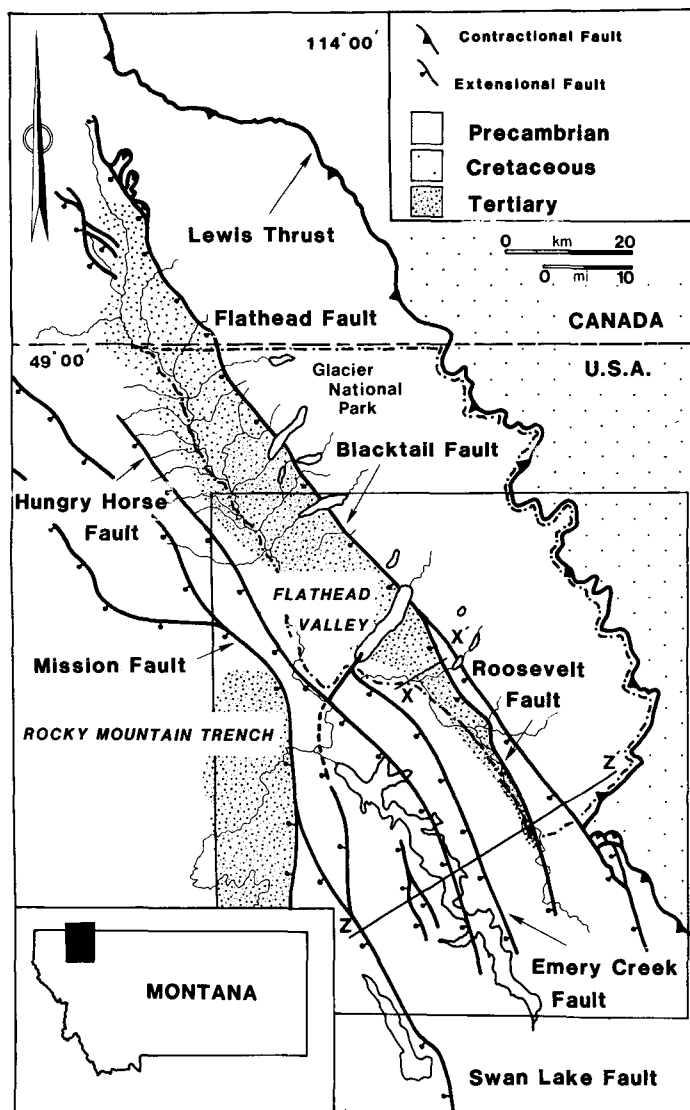 114°00'
Contractional Fault
Extensional Fault
Precambrian
Cretaceous
Tertiary
0 km 20
0 mi 10
Lewis Thrust
Flathead Fault
CANADA
49°00'
U.S.A.
Glacier
National
Park
Blacktail Fault
Hungry Horse
Fault
FLATHEAD
VALLEY
Mission Fault
X'
X
Roosevelt
Fault
ROCKY MOUNTAIN TRENCH
Z'
Z
Emery Creek
Fault
MONTANA
Swan Lake Fault